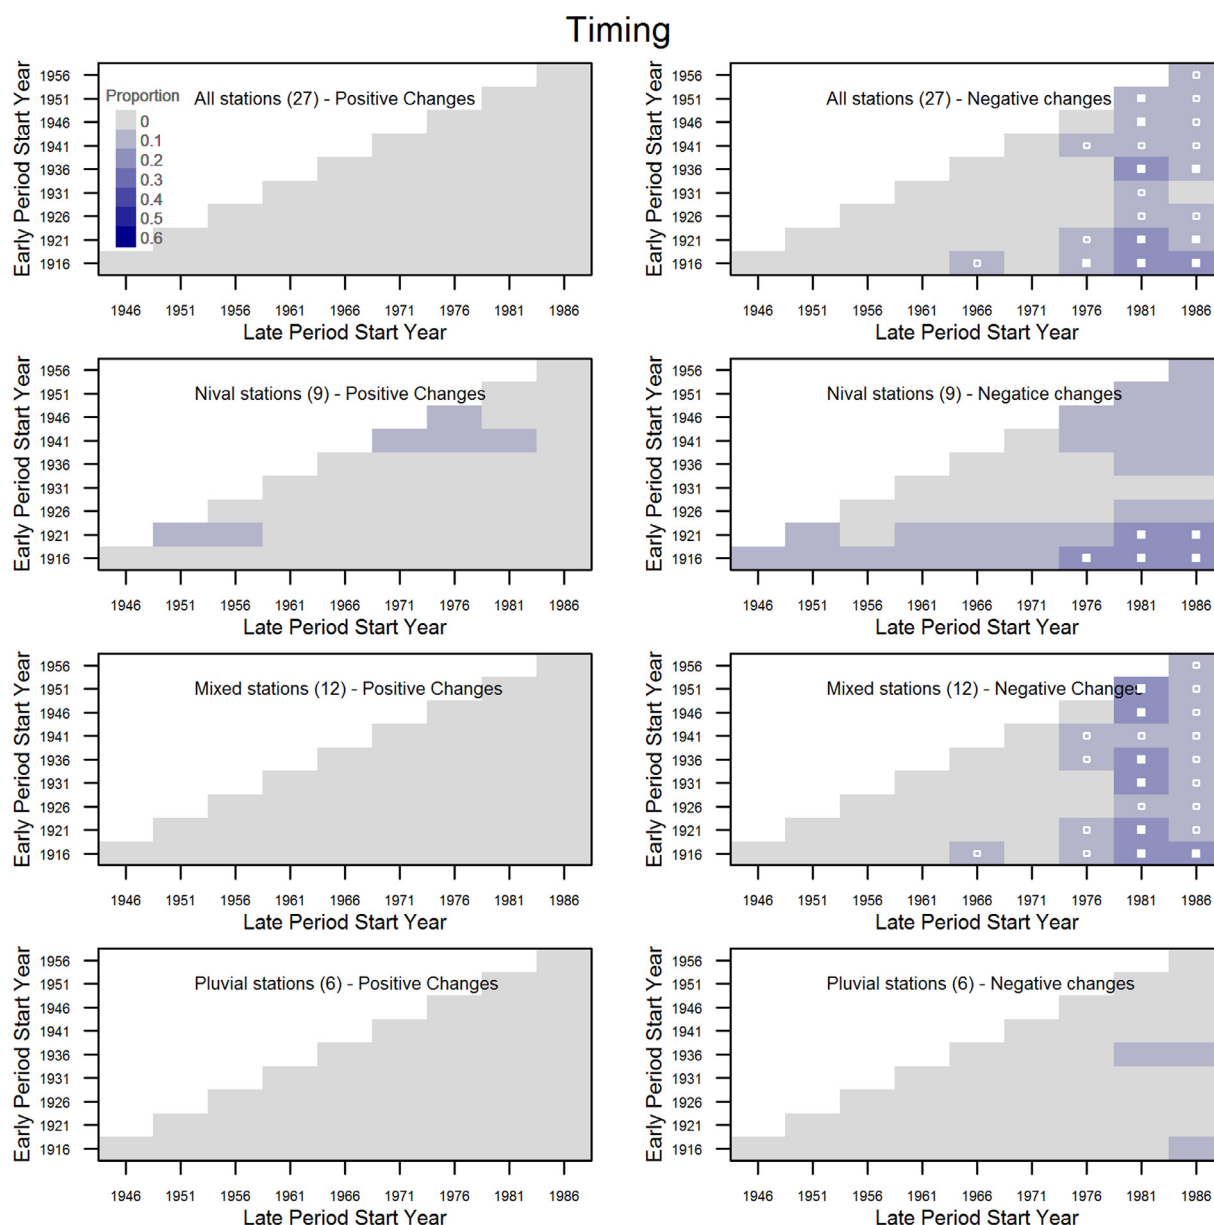 Timing
Early Period Start Year
1956
1951
1946
1941
1936
1931
1926
1921
1916
Proportion
0
0.1
0.2
0.3
0.4
0.5
0.6
All stations (27) - Positive Changes
1946 1951 1956 1961 1966 1971 1976 1981 1986
Late Period Start Year
Early Period Start Year
1956
1951
1946
1941
1936
1931
1926
1921
1916
All stations (27) - Negative changes
1946 1951 1956 1961 1966 1971 1976 1981 1986
Late Period Start Year
Early Period Start Year
1956
1951
1946
1941
1936
1931
1926
1921
1916
Nival stations (9) - Positive Changes
1946 1951 1956 1961 1966 1971 1976 1981 1986
Late Period Start Year
Early Period Start Year
1956
1951
1946
1941
1936
1931
1926
1921
1916
Nival stations (9) - Negatice changes
1946 1951 1956 1961 1966 1971 1976 1981 1986
Late Period Start Year
Early Period Start Year
1956
1951
1946
1941
1936
1931
1926
1921
1916
Mixed stations (12) - Positive Changes
1946 1951 1956 1961 1966 1971 1976 1981 1986
Late Period Start Year
Early Period Start Year
1956
1951
1946
1941
1936
1931
1926
1921
1916
Mixed stations (12) - Negative Changes
1946 1951 1956 1961 1966 1971 1976 1981 1986
Late Period Start Year
Early Period Start Year
1956
1951
1946
1941
1936
1931
1926
1921
1916
Pluvial stations (6) - Positive Changes
1946 1951 1956 1961 1966 1971 1976 1981 1986
Late Period Start Year
Early Period Start Year
1956
1951
1946
1941
1936
1931
1926
1921
1916
Pluvial stations (6) - Negative changes
1946 1951 1956 1961 1966 1971 1976 1981 1986
Late Period Start Year